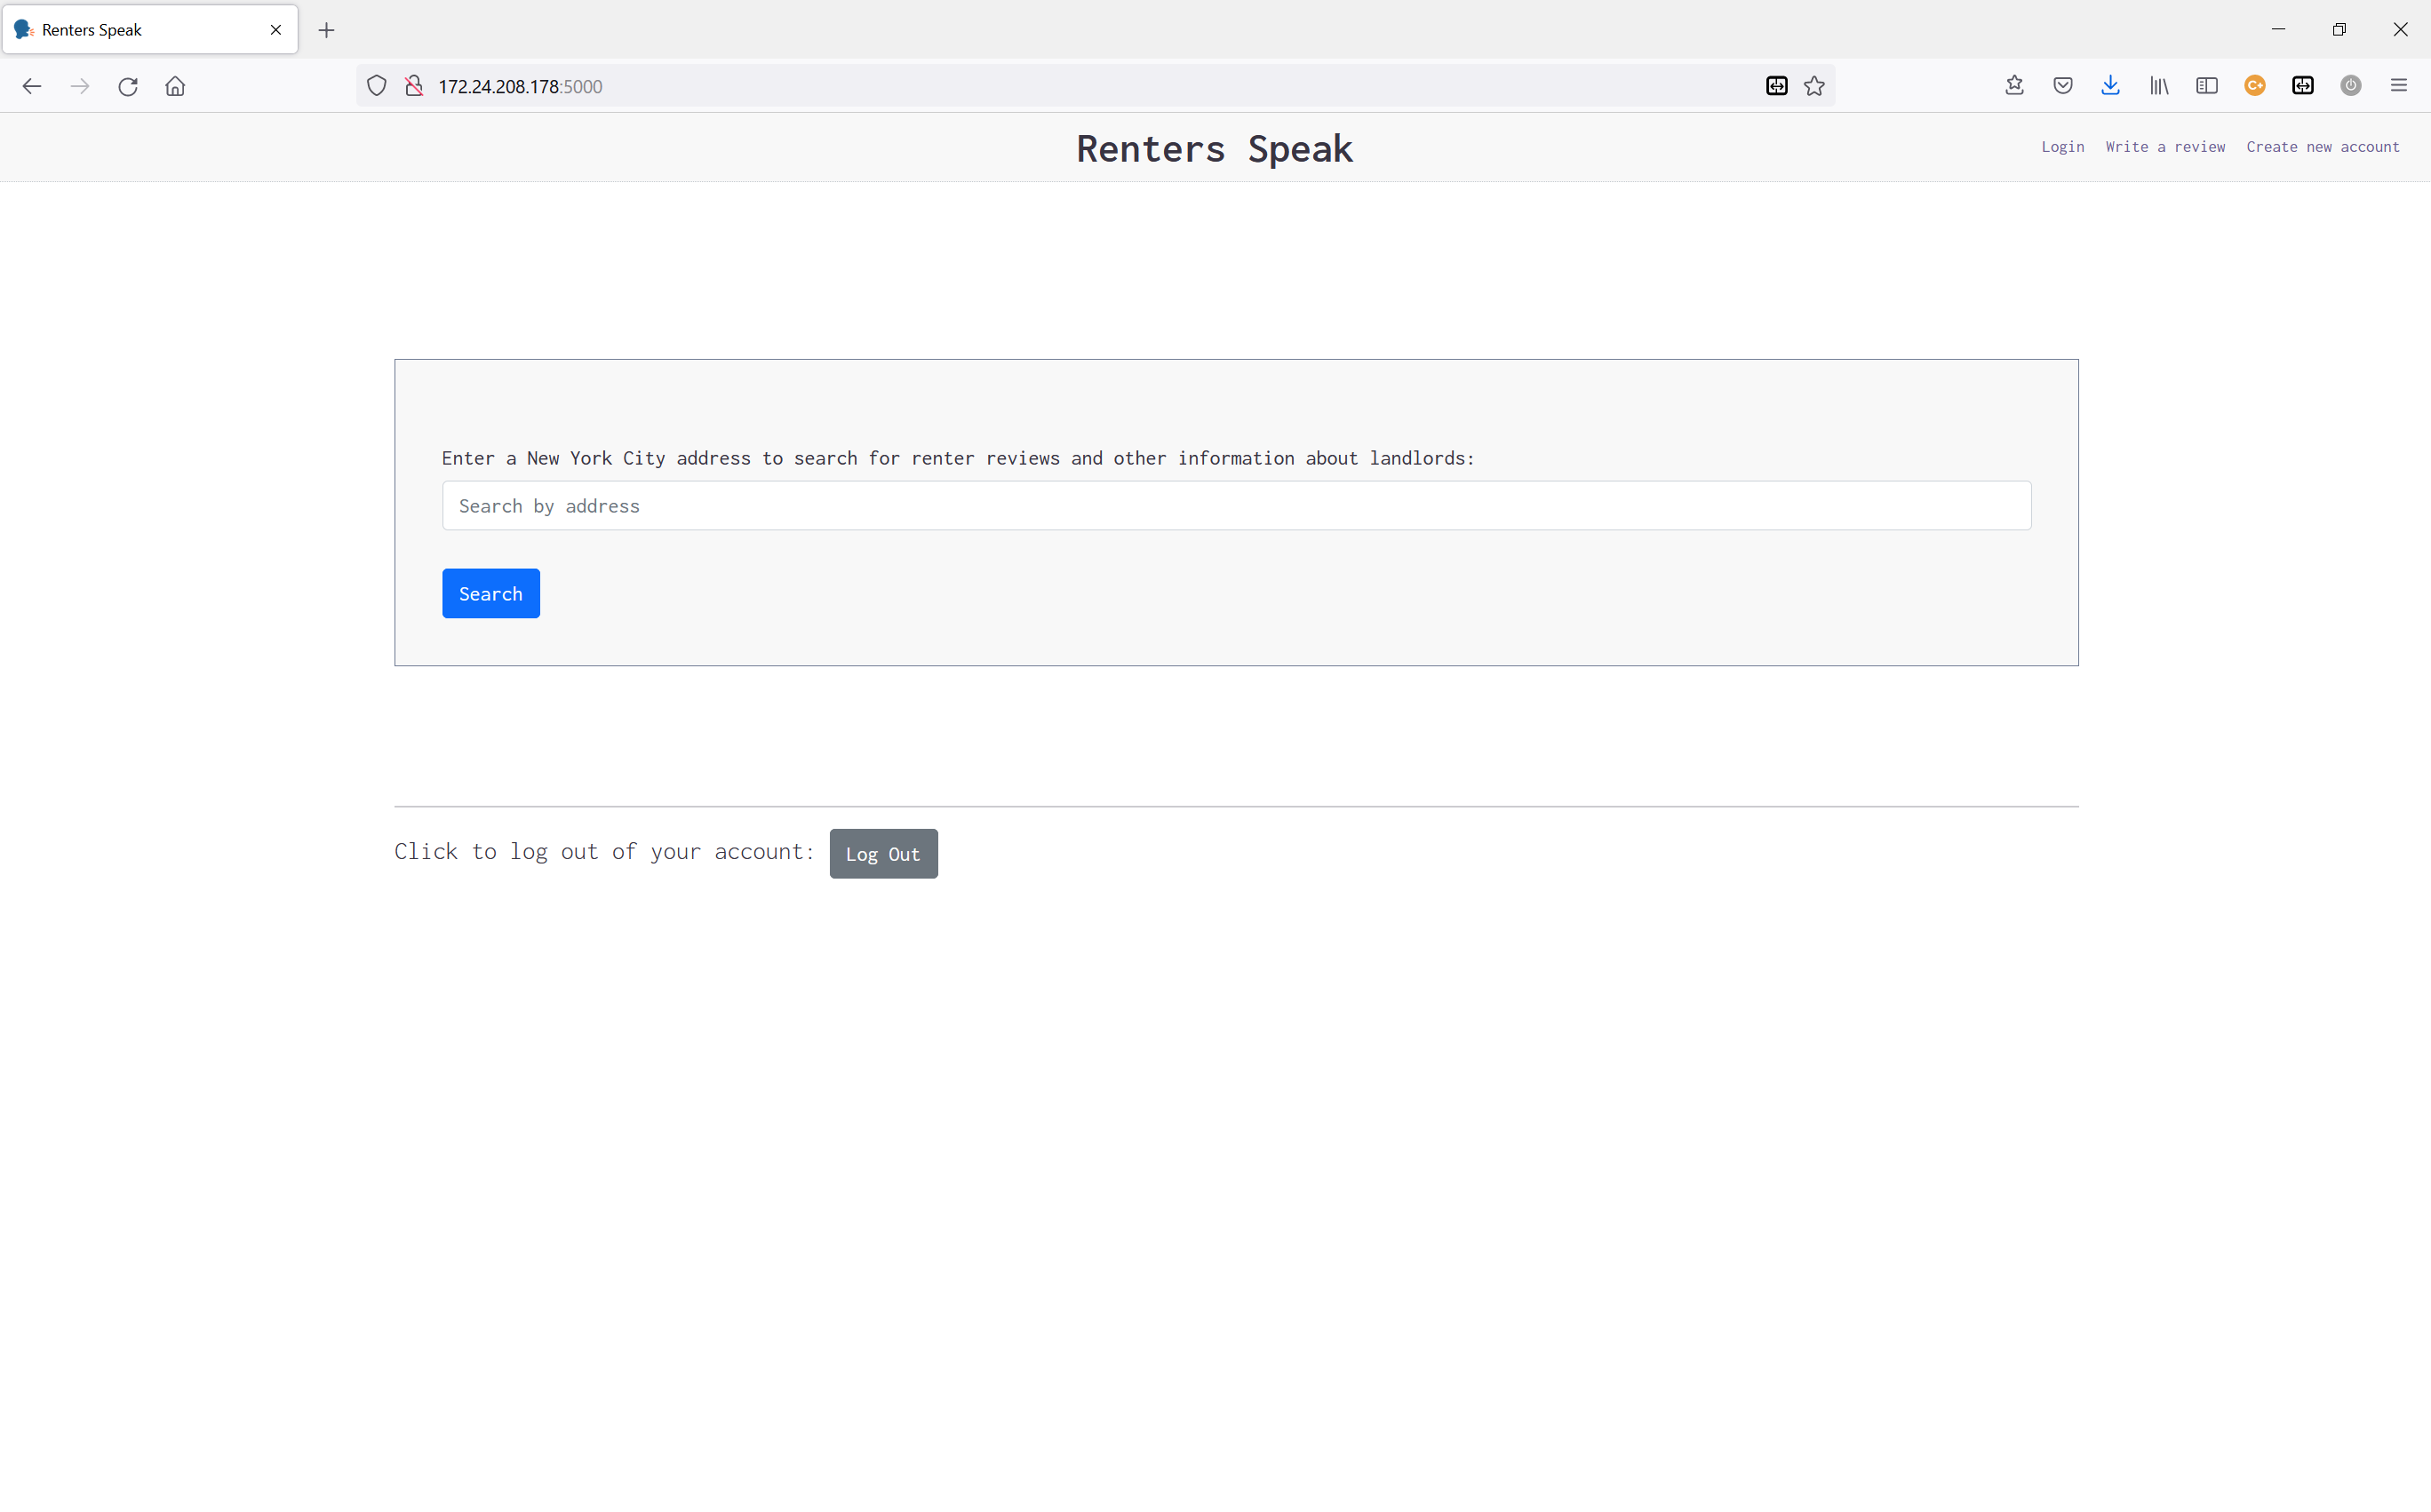 Renters Speak
172.24.208.178:5000
Renters Speak
Login Write a review Create new account
Enter a New York City address to search for renter reviews and other information about landlords:
Search by address
Search
Click to log out of your account: Log Out